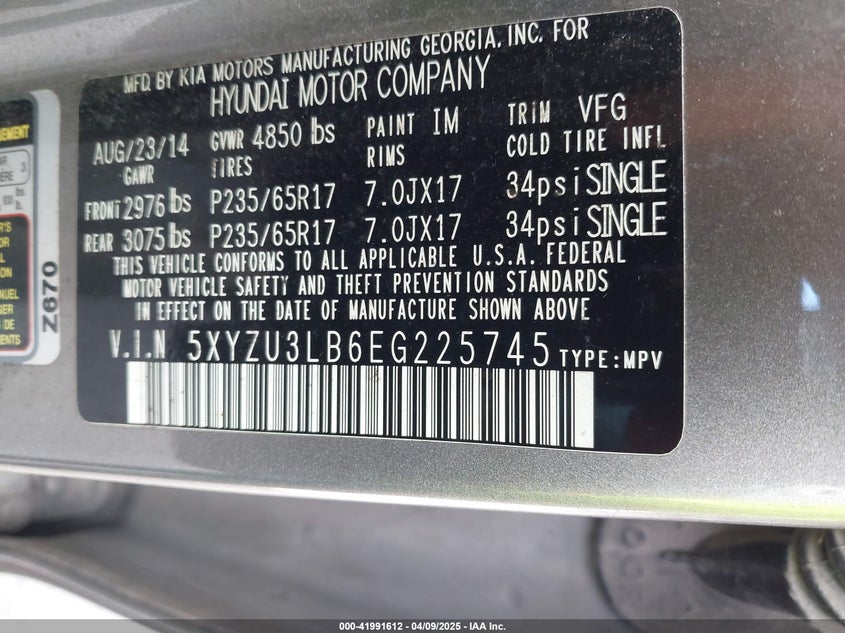 MFD. BY KIA MOTORS MANUFACTURING GEORGIA, INC. FOR
HYUNDAI MOTOR COMPANY
AUG/23/14 GVWR 4850 lbs PAINT IM TRIM VFG
GAWR TIRES RIMS COLD TIRE INFL
FRONT 2976 lbs P235/65R17 7.0JX17 34psi SINGLE
REAR 3075 lbs P235/65R17 7.0JX17 34psi SINGLE
THIS VEHICLE CONFORMS TO ALL APPLICABLE U.S.A. FEDERAL
MOTOR VEHICLE SAFETY AND THEFT PREVENTION STANDARDS
IN EFFECT ON THE DATE OF MANUFACTURE SHOWN ABOVE
V.I.N 5XYZU3LB6EG225745 TYPE:MPV
Z670
000-41991612 | 04/09/2025 | IAA Inc.